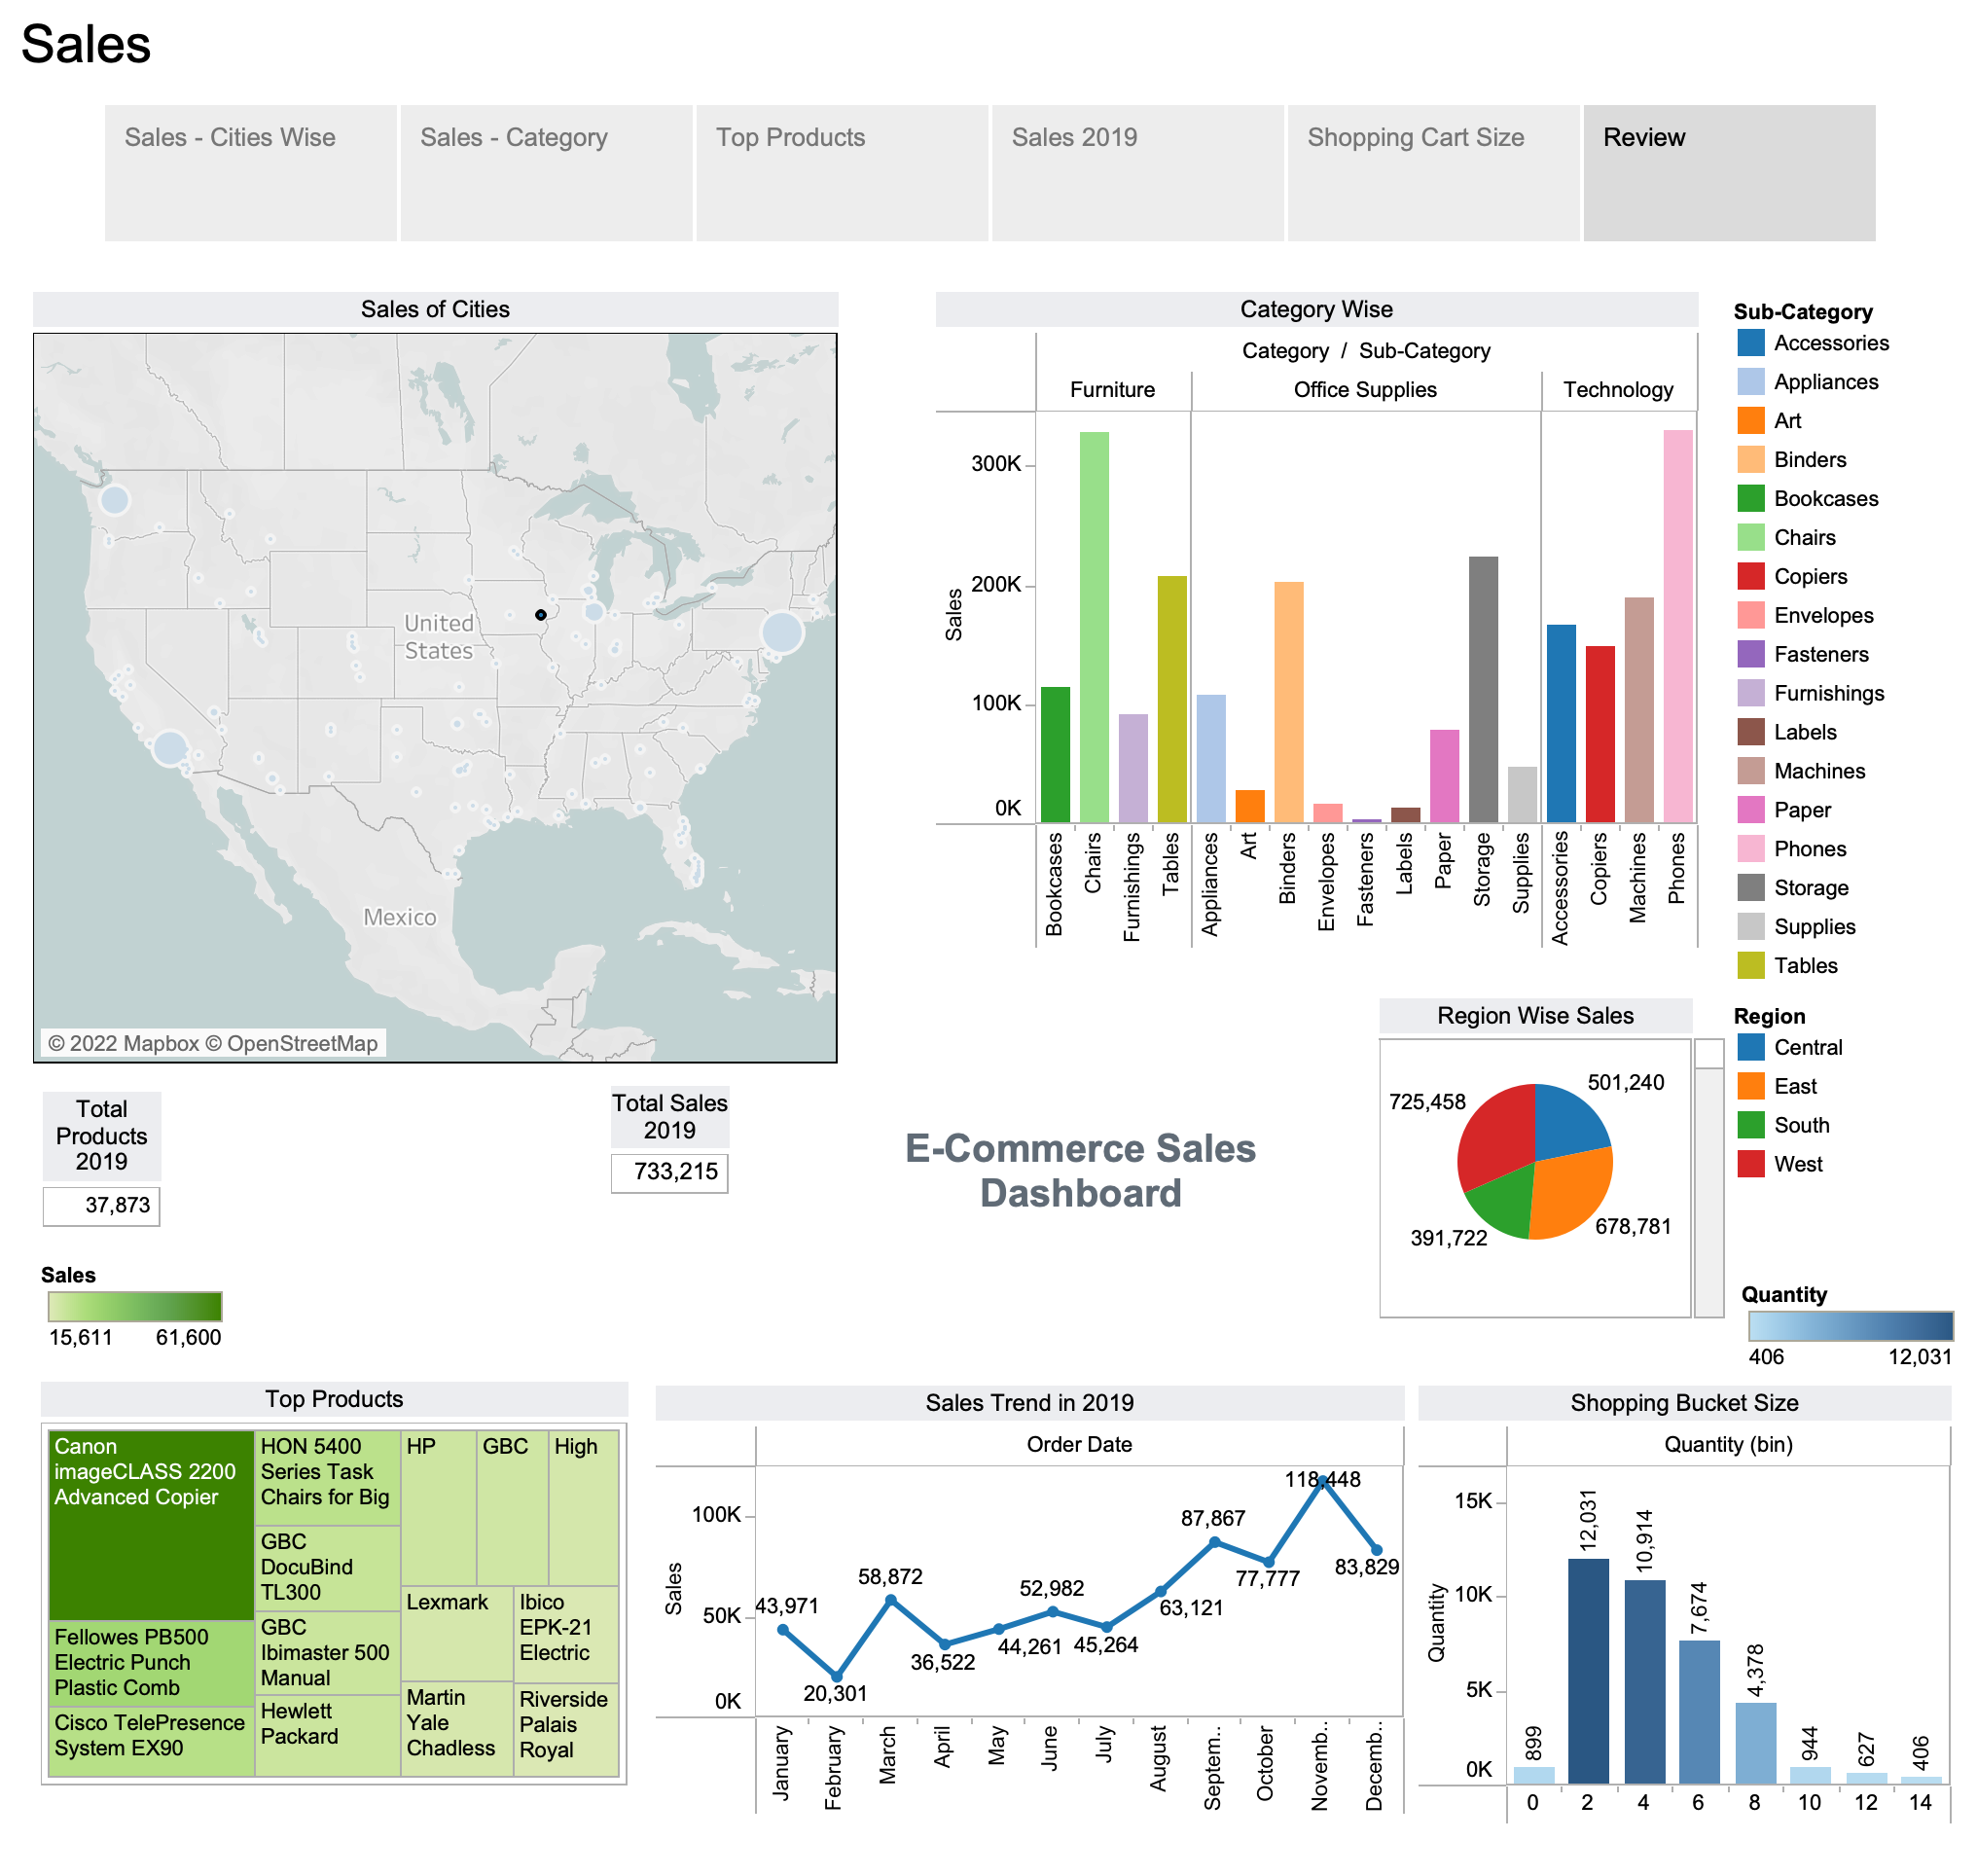 Sales
Sales - Cities Wise
Sales - Category
Top Products
Sales 2019
Shopping Cart Size
Review
Sales of Cities
United
States
Mexico
© 2022 Mapbox © OpenStreetMap
Category Wise
Category / Sub-Category
Furniture
Office Supplies
Technology
Sales
300K
200K
100K
0K
Bookcases
Chairs
Furnishings
Tables
Appliances
Art
Binders
Envelopes
Fasteners
Labels
Paper
Storage
Supplies
Accessories
Copiers
Machines
Phones
Sub-Category
Accessories
Appliances
Art
Binders
Bookcases
Chairs
Copiers
Envelopes
Fasteners
Furnishings
Labels
Machines
Paper
Phones
Storage
Supplies
Tables
Total
Products
2019
37,873
Total Sales
2019
733,215
E-Commerce Sales
Dashboard
Region Wise Sales
725,458
501,240
391,722
678,781
Region
Central
East
South
West
Sales
15,611 61,600
Quantity
406 12,031
Top Products
Canon
imageCLASS 2200
Advanced Copier
Fellowes PB500
Electric Punch
Plastic Comb
Cisco TelePresence
System EX90
HON 5400
Series Task
Chairs for Big
GBC
DocuBind
TL300
GBC
Ibimaster 500
Manual
Hewlett
Packard
HP
GBC
High
Lexmark
Ibico
EPK-21
Electric
Martin
Yale
Chadless
Riverside
Palais
Royal
Sales Trend in 2019
Order Date
Sales
100K
50K
0K
43,971
20,301
58,872
36,522
44,261
52,982
45,264
63,121
87,867
77,777
118,448
83,829
January
February
March
April
May
June
July
August
Septem..
October
Novemb..
Decemb..
Shopping Bucket Size
Quantity (bin)
Quantity
15K
10K
5K
0K
899
12,031
10,914
7,674
4,378
944
627
406
0
2
4
6
8
10
12
14